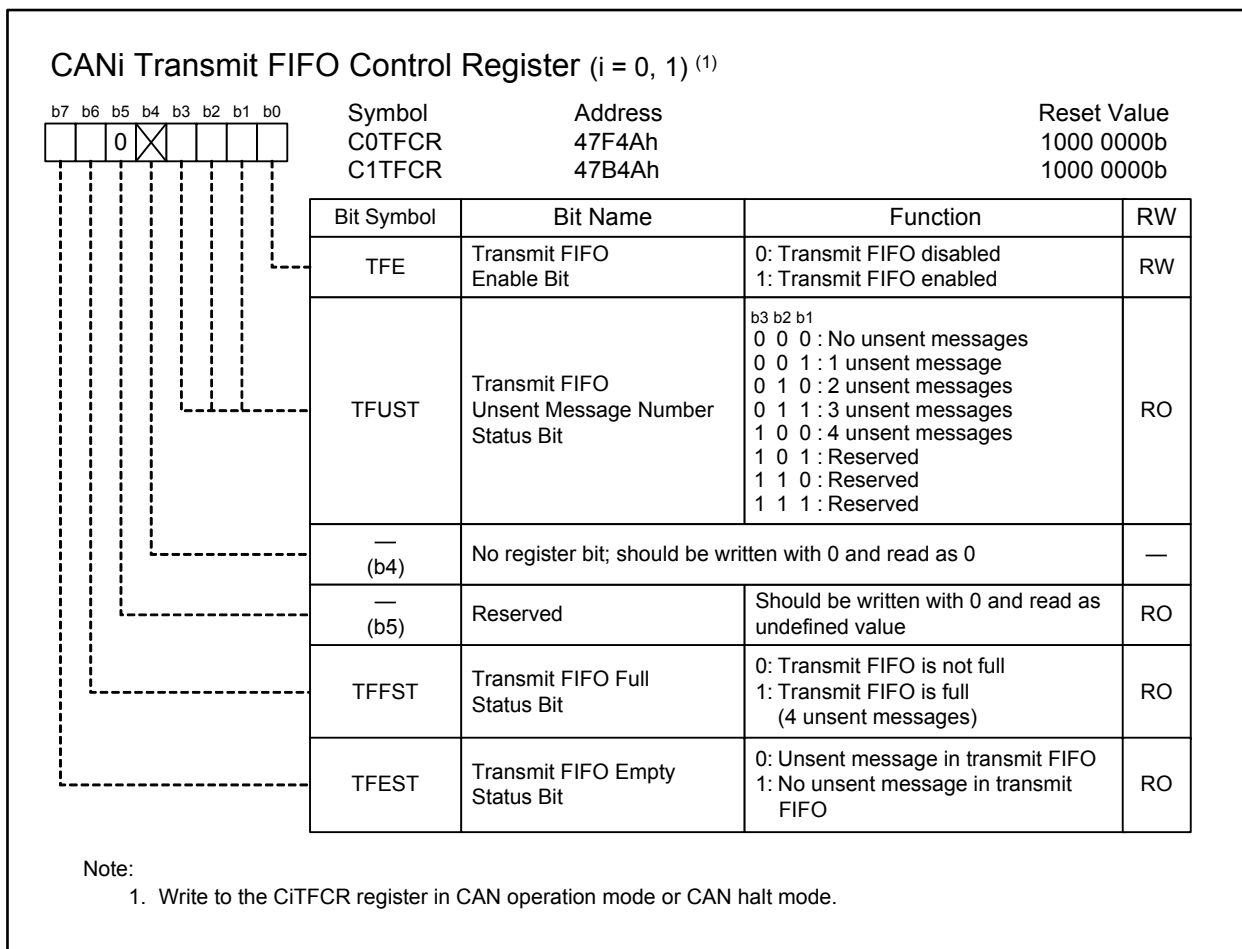 CANi Transmit FIFO Control Register (i = 0, 1) (1)
b7 b6 b5 b4 b3 b2 b1 b0
0
Symbol Address Reset Value
C0TFCR 47F4Ah 1000 0000b
C1TFCR 47B4Ah 1000 0000b
Bit Symbol Bit Name Function RW
TFE
Transmit FIFO
Enable Bit
0: Transmit FIFO disabled
1: Transmit FIFO enabled
RW
TFUST
Transmit FIFO
Unsent Message Number
Status Bit
b3 b2 b1
0 0 0 : No unsent messages
0 0 1 : 1 unsent message
0 1 0 : 2 unsent messages
0 1 1 : 3 unsent messages
1 0 0 : 4 unsent messages
1 0 1 : Reserved
1 1 0 : Reserved
1 1 1 : Reserved
RO
—
(b4)
No register bit; should be written with 0 and read as 0
—
—
(b5)
Reserved
Should be written with 0 and read as
undefined value
RO
TFFST
Transmit FIFO Full
Status Bit
0: Transmit FIFO is not full
1: Transmit FIFO is full
(4 unsent messages)
RO
TFEST
Transmit FIFO Empty
Status Bit
0: Unsent message in transmit FIFO
1: No unsent message in transmit
FIFO
RO
Note:
1. Write to the CiTFCR register in CAN operation mode or CAN halt mode.